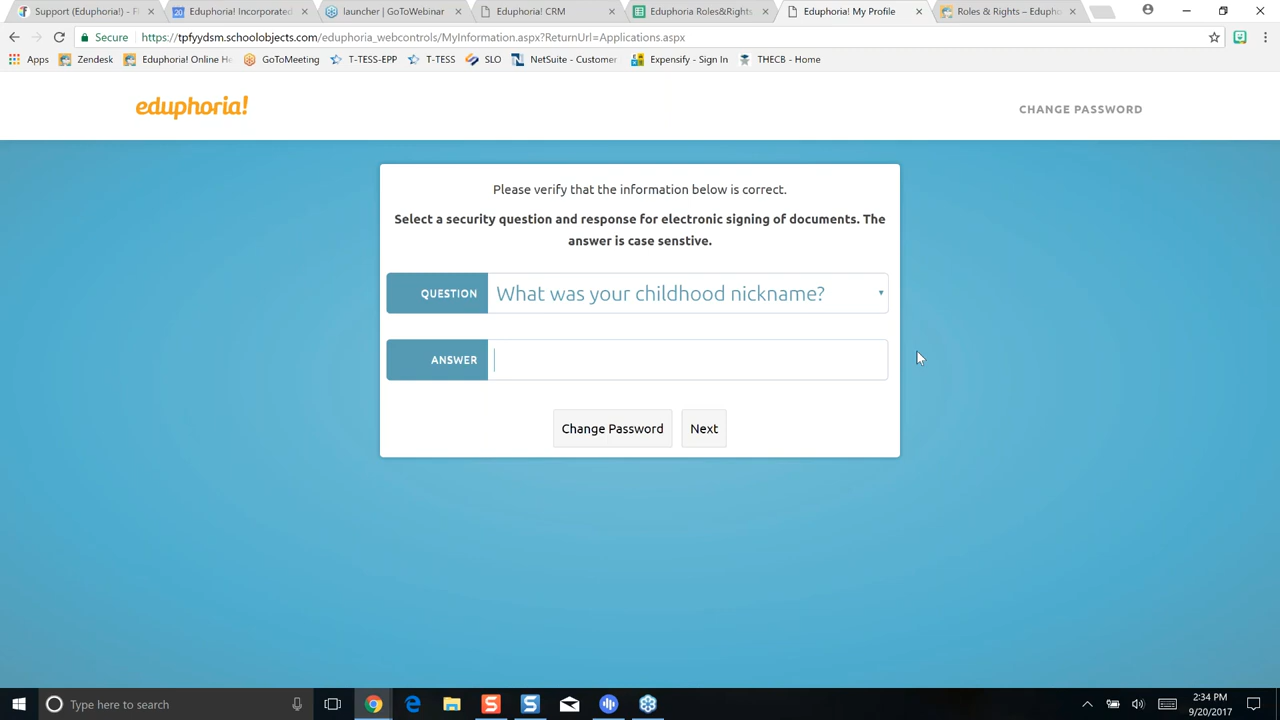 Support (Eduphoria!) - Fi
Eduphoria! Incorporated
launcher | GoToWebinar
Eduphoria! CRM
Eduphoria Roles&Rights
Eduphoria! My Profile
Roles & Rights – Edupho
Secure
https://tpfyydsm.schoolobjects.com/eduphoria_webcontrols/MyInformation.aspx?ReturnUrl=Applications.aspx
Apps
Zendesk
Eduphoria! Online He
GoToMeeting
T-TESS-EPP
T-TESS
SLO
NetSuite - Customer
Expensify - Sign In
THECB - Home
eduphoria!
CHANGE PASSWORD
Please verify that the information below is correct.
Select a security question and response for electronic signing of documents. The
answer is case senstive.
QUESTION
What was your childhood nickname?
ANSWER
Change Password
Next
Type here to search
2:34 PM
9/20/2017